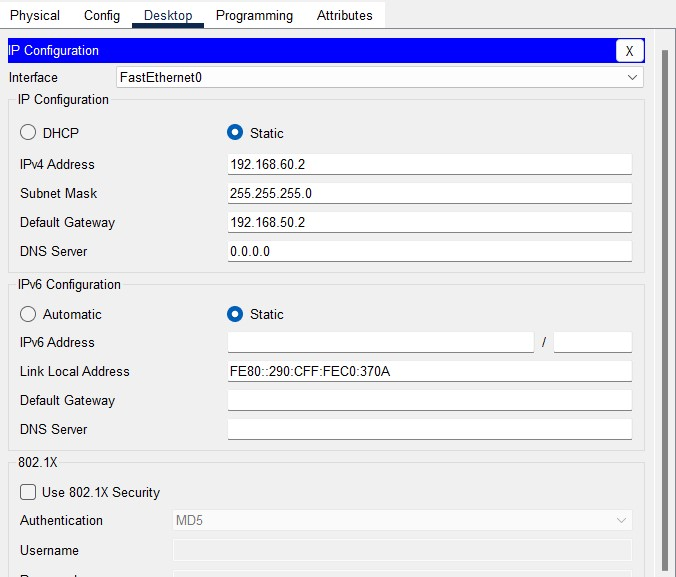 Physical Config Desktop Programming Attributes
IP Configuration X
Interface FastEthernet0
IP Configuration
DHCP Static
IPv4 Address 192.168.60.2
Subnet Mask 255.255.255.0
Default Gateway 192.168.50.2
DNS Server 0.0.0.0
IPv6 Configuration
Automatic Static
IPv6 Address /
Link Local Address FE80::290:CFF:FEC0:370A
Default Gateway
DNS Server
802.1X
Use 802.1X Security
Authentication MD5
Username